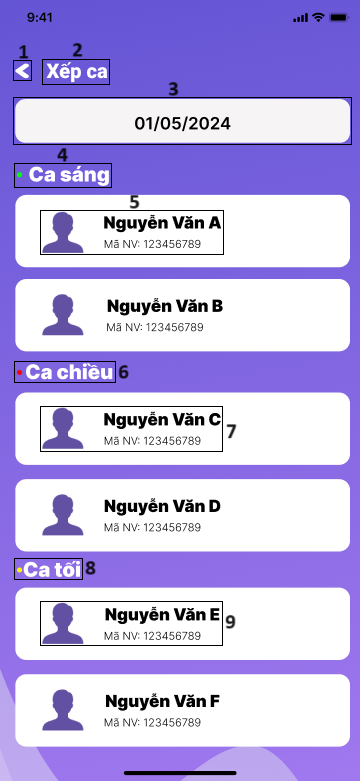 9:41
1
2
< Xếp ca
3
01/05/2024
4
Ca sáng
5
Nguyễn Văn A
Mã NV: 123456789
Nguyễn Văn B
Mã NV: 123456789
Ca chiều 6
Nguyễn Văn C
Mã NV: 123456789
7
Nguyễn Văn D
Mã NV: 123456789
Ca tối 8
Nguyễn Văn E
Mã NV: 123456789
9
Nguyễn Văn F
Mã NV: 123456789